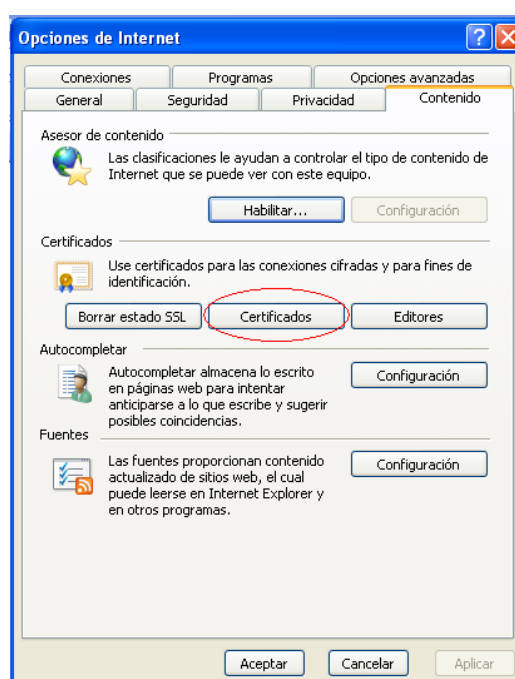 Opciones de Internet
Conexiones Programas Opciones avanzadas
General Seguridad Privacidad Contenido
Asesor de contenido
Las clasificaciones le ayudan a controlar el tipo de contenido de
Internet que se puede ver con este equipo.
Habilitar... Configuración
Certificados
Use certificados para las conexiones cifradas y para fines de
identificación.
Borrar estado SSL Certificados Editores
Autocompletar
Autocompletar almacena lo escrito
en páginas web para intentar
anticiparse a lo que escribe y sugerir
posibles coincidencias.
Configuración
Fuentes
Las fuentes proporcionan contenido
actualizado de sitios web, el cual
puede leerse en Internet Explorer y
en otros programas.
Configuración
Aceptar Cancelar Aplicar